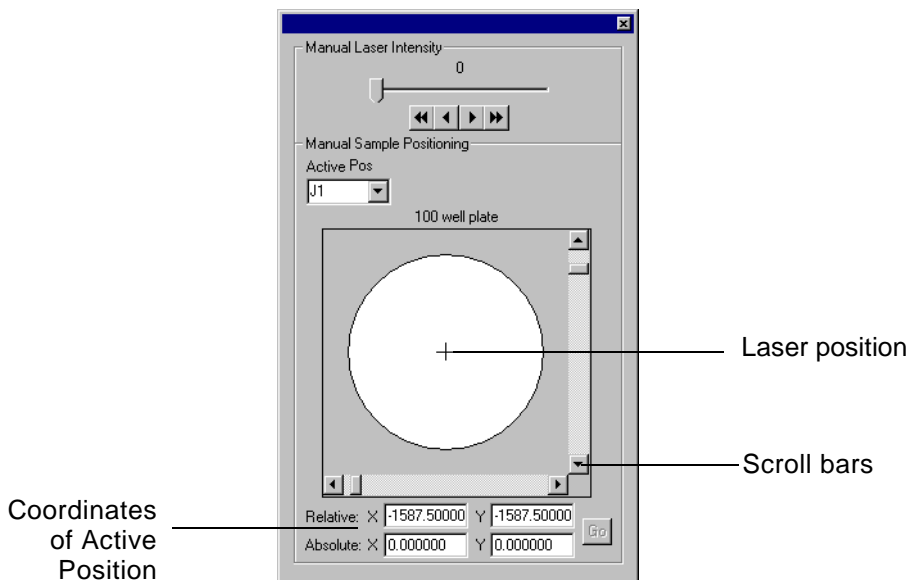 Manual Laser Intensity
0
Manual Sample Positioning
Active Pos
J1
100 well plate
Laser position
Scroll bars
Coordinates
of Active
Position
Relative: X -1587.50000 Y -1587.50000
Go
Absolute: X 0.000000 Y 0.000000